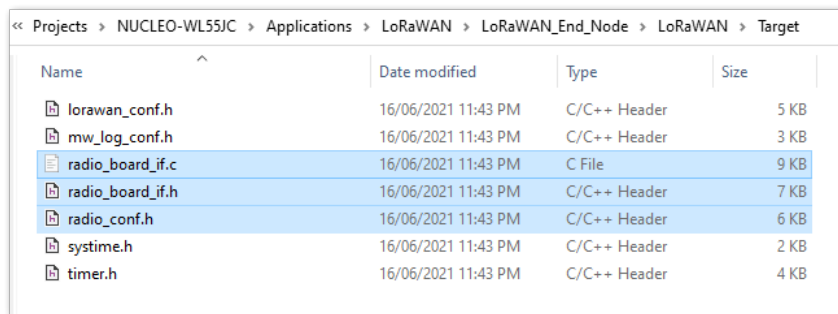 « Projects > NUCLEO-WL55JC > Applications > LoRaWAN > LoRaWAN_End_Node > LoRaWAN > Target
Name Date modified Type Size
lorawan_conf.h 16/06/2021 11:43 PM C/C++ Header 5 KB
mw_log_conf.h 16/06/2021 11:43 PM C/C++ Header 3 KB
radio_board_if.c 16/06/2021 11:43 PM C File 9 KB
radio_board_if.h 16/06/2021 11:43 PM C/C++ Header 7 KB
radio_conf.h 16/06/2021 11:43 PM C/C++ Header 6 KB
systime.h 16/06/2021 11:43 PM C/C++ Header 2 KB
timer.h 16/06/2021 11:43 PM C/C++ Header 4 KB